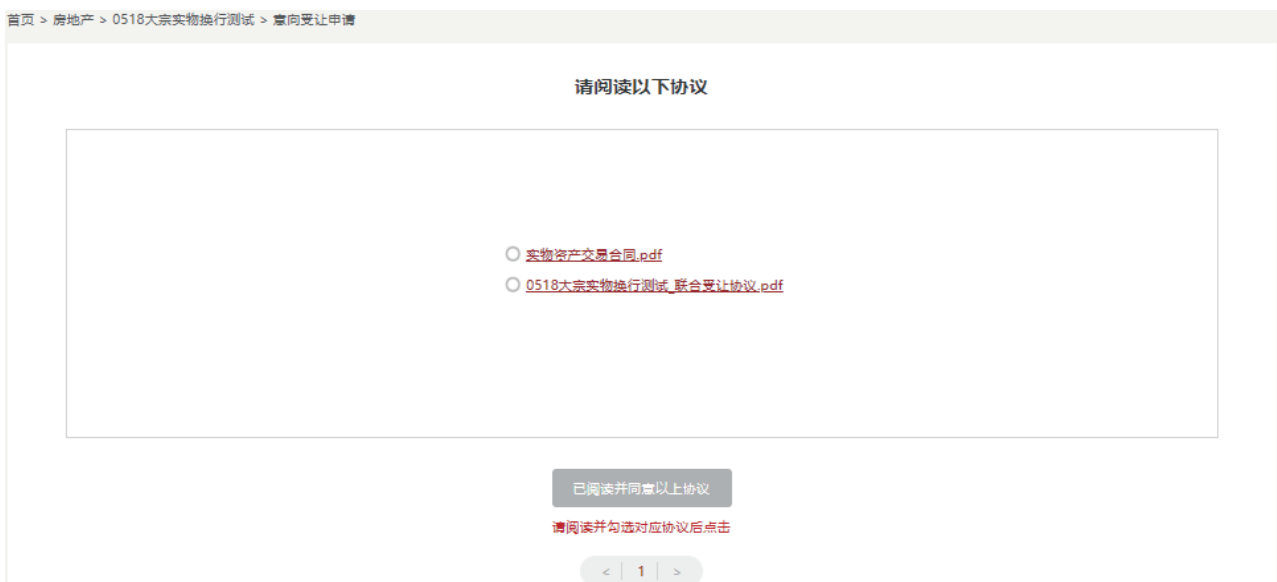 首页 > 房地产 > 0518大宗实物换行测试 > 意向受让申请
请阅读以下协议
实物资产交易合同.pdf
0518大宗实物换行测试_联合受让协议.pdf
已阅读并同意以上协议
请阅读并勾选对应协议后点击
< 1 >